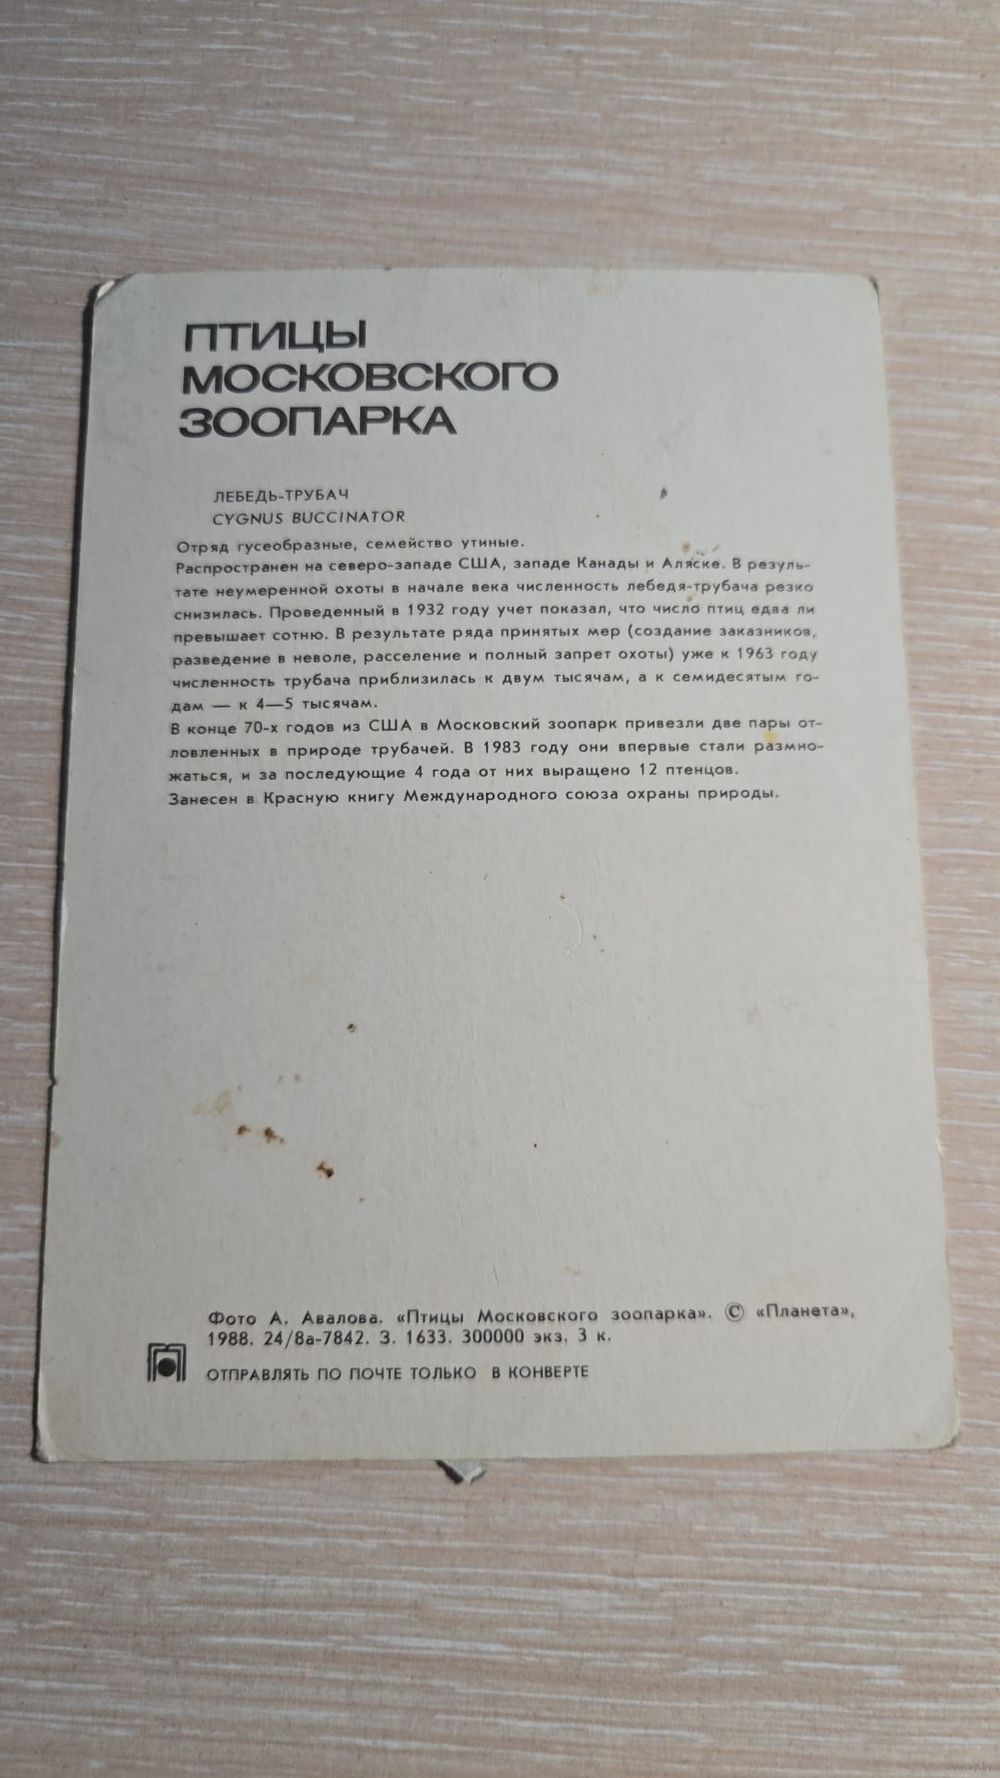 ПТИЦЫ
МОСКОВСКОГО
ЗООПАРКА
ЛЕБЕДЬ-ТРУБАЧ
CYGNUS BUCCINATOR
Отряд гусеобразные, семейство утиные.
Распространен на северо-западе США, западе Канады и Аляске. В резуль-
тате неумеренной охоты в начале века численность лебедя-трубача резко
снизилась. Проведенный в 1932 году учет показал, что число птиц едва ли
превышает сотню. В результате ряда принятых мер (создание заказников,
разведение в неволе, расселение и полный запрет охоты) уже к 1963 году
численность трубача приблизилась к двум тысячам, а к семидесятым го-
дам — к 4—5 тысячам.
В конце 70-х годов из США в Московский зоопарк привезли две пары от-
ловленных в природе трубачей. В 1983 году они впервые стали размно-
жаться, и за последующие 4 года от них выращено 12 птенцов.
Занесен в Красную книгу Международного союза охраны природы.
Фото А. Авалова. «Птицы Московского зоопарка». © «Планета»,
1988. 24/8а-7842. З. 1633. 300000 экз. 3 к.
ОТПРАВЛЯТЬ ПО ПОЧТЕ ТОЛЬКО В КОНВЕРТЕ
www.ay.by